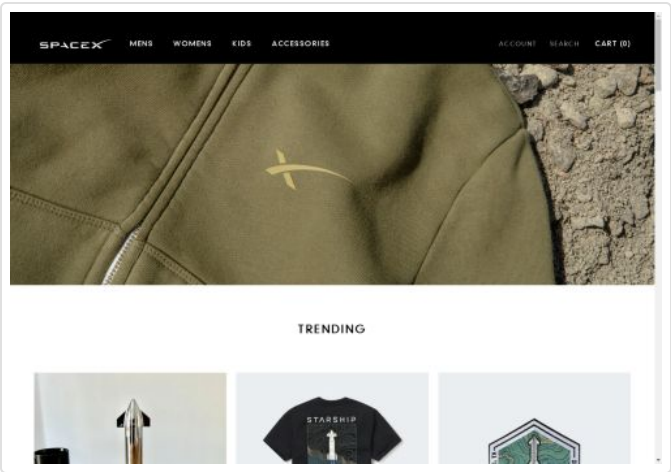 SPACEX MENS WOMENS KIDS ACCESSORIES ACCOUNT SEARCH CART (0)
TRENDING
STARSHIP